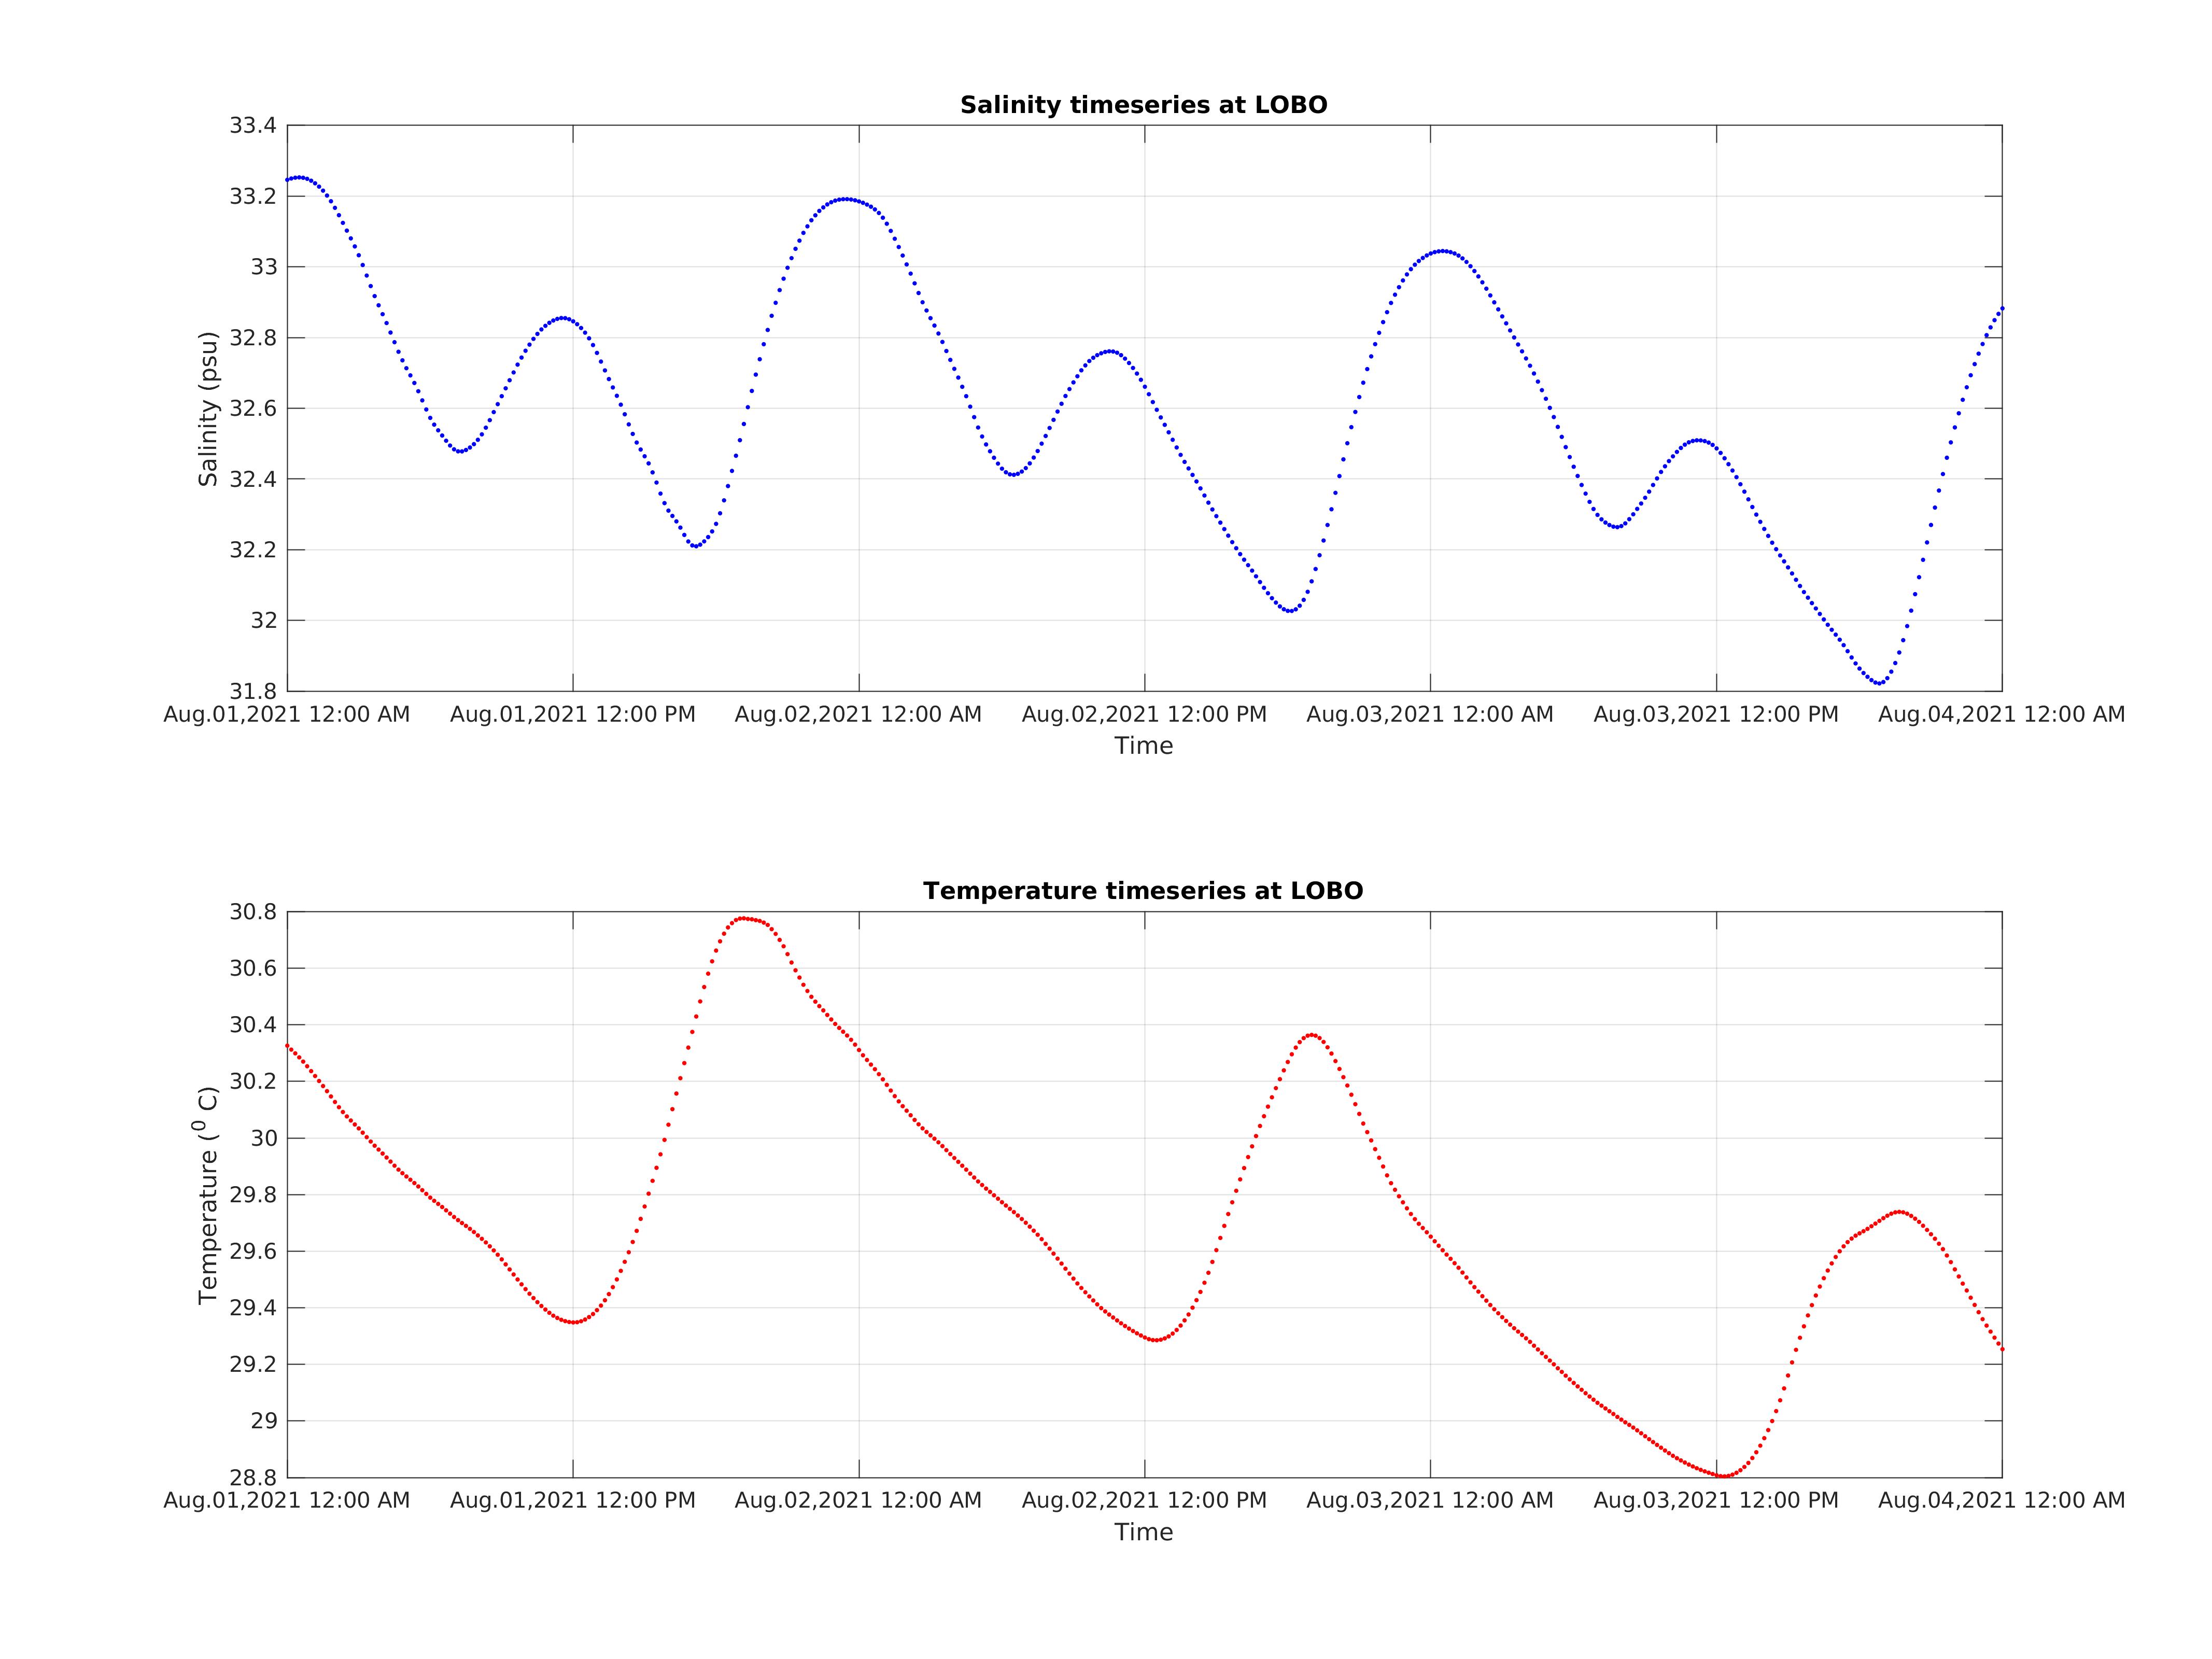 Salinity timeseries at LOBO
33.4
33.2
33
32.8
32.6
32.4
32.2
32
31.8
Salinity (psu)
Aug.01,2021 12:00 AM Aug.01,2021 12:00 PM Aug.02,2021 12:00 AM Aug.02,2021 12:00 PM Aug.03,2021 12:00 AM Aug.03,2021 12:00 PM Aug.04,2021 12:00 AM
Time
Temperature timeseries at LOBO
30.8
30.6
30.4
30.2
30
29.8
29.6
29.4
29.2
29
28.8
Temperature (⁰ C)
Aug.01,2021 12:00 AM Aug.01,2021 12:00 PM Aug.02,2021 12:00 AM Aug.02,2021 12:00 PM Aug.03,2021 12:00 AM Aug.03,2021 12:00 PM Aug.04,2021 12:00 AM
Time